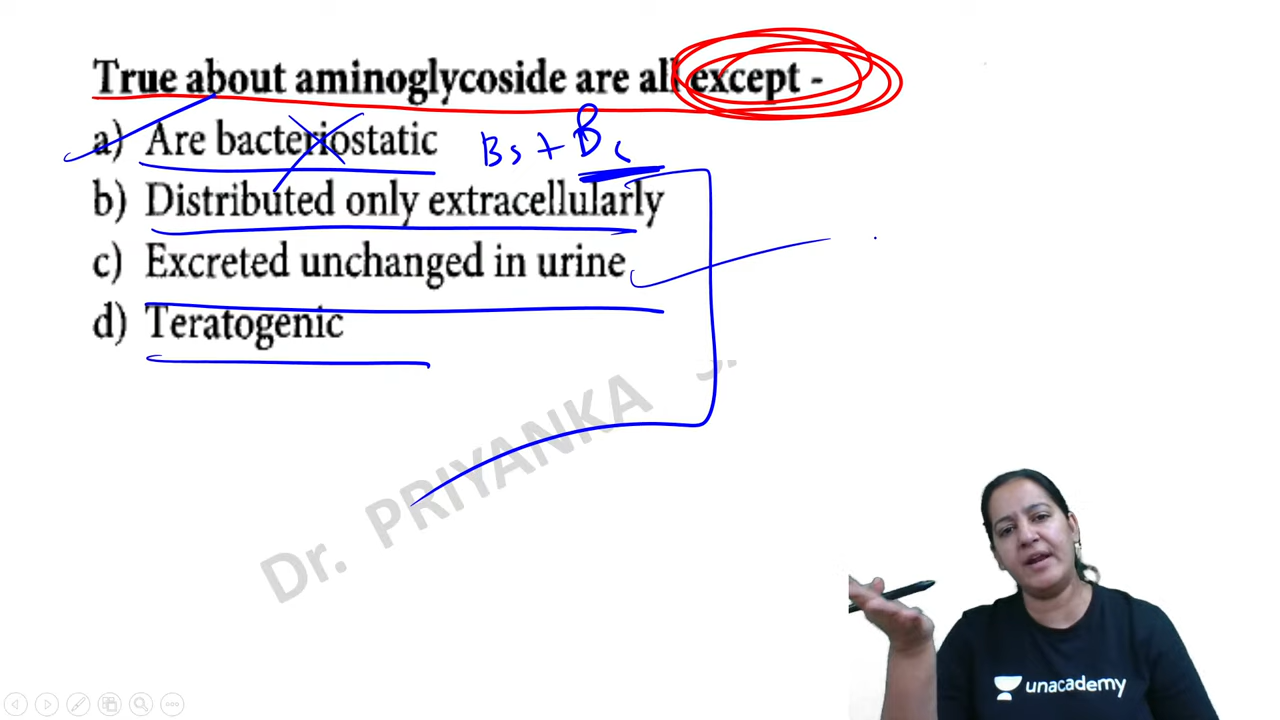 True about aminoglycoside are all except -
a) Are bacteriostatic Bs + Bc
b) Distributed only extracellularly
c) Excreted unchanged in urine
d) Teratogenic
Dr. PRIYANKA
unacademy